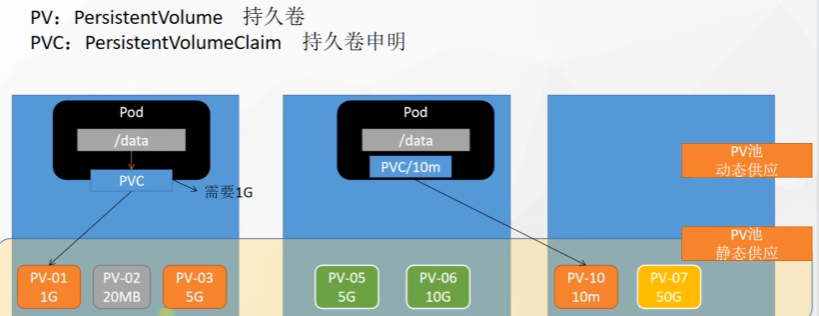 PV：PersistentVolume 持久卷
PVC：PersistentVolumeClaim 持久卷申明
Pod
/data
PVC
需要1G
Pod
/data
PVC/10m
PV池
动态供应
PV池
静态供应
PV-01
1G
PV-02
20MB
PV-03
5G
PV-05
5G
PV-06
10G
PV-10
10m
PV-07
50G